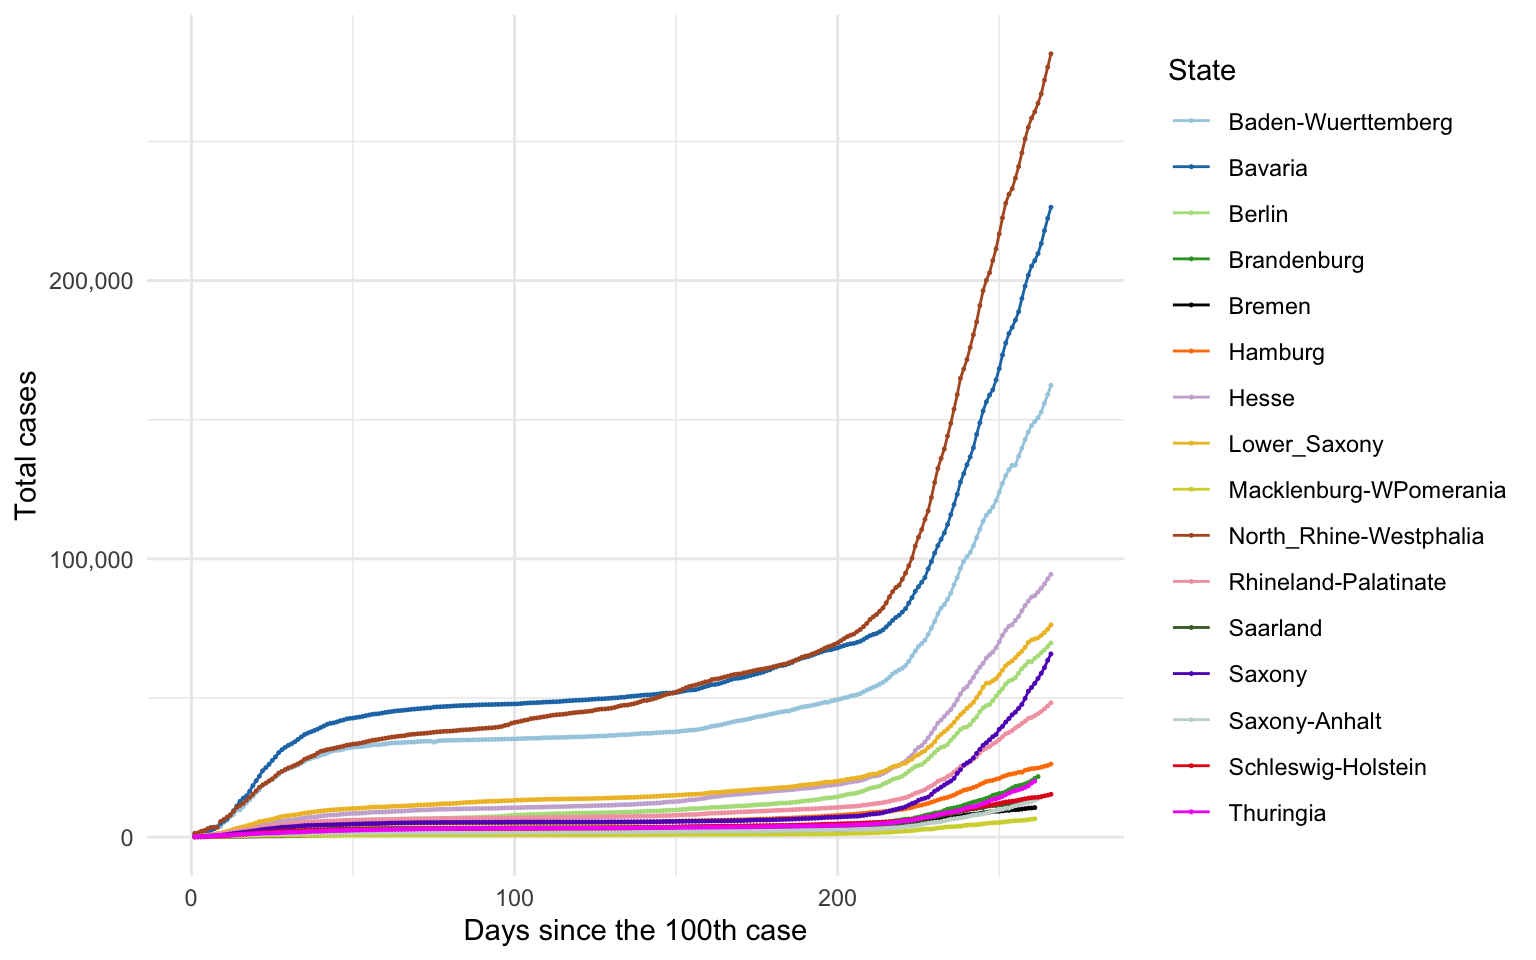 State
Baden-Wuerttemberg
Bavaria
Berlin
Brandenburg
Bremen
Hamburg
Hesse
Lower_Saxony
Macklenburg-WPomerania
North_Rhine-Westphalia
Rhineland-Palatinate
Saarland
Saxony
Saxony-Anhalt
Schleswig-Holstein
Thuringia
Total cases
200,000
100,000
0
0 100 200
Days since the 100th case